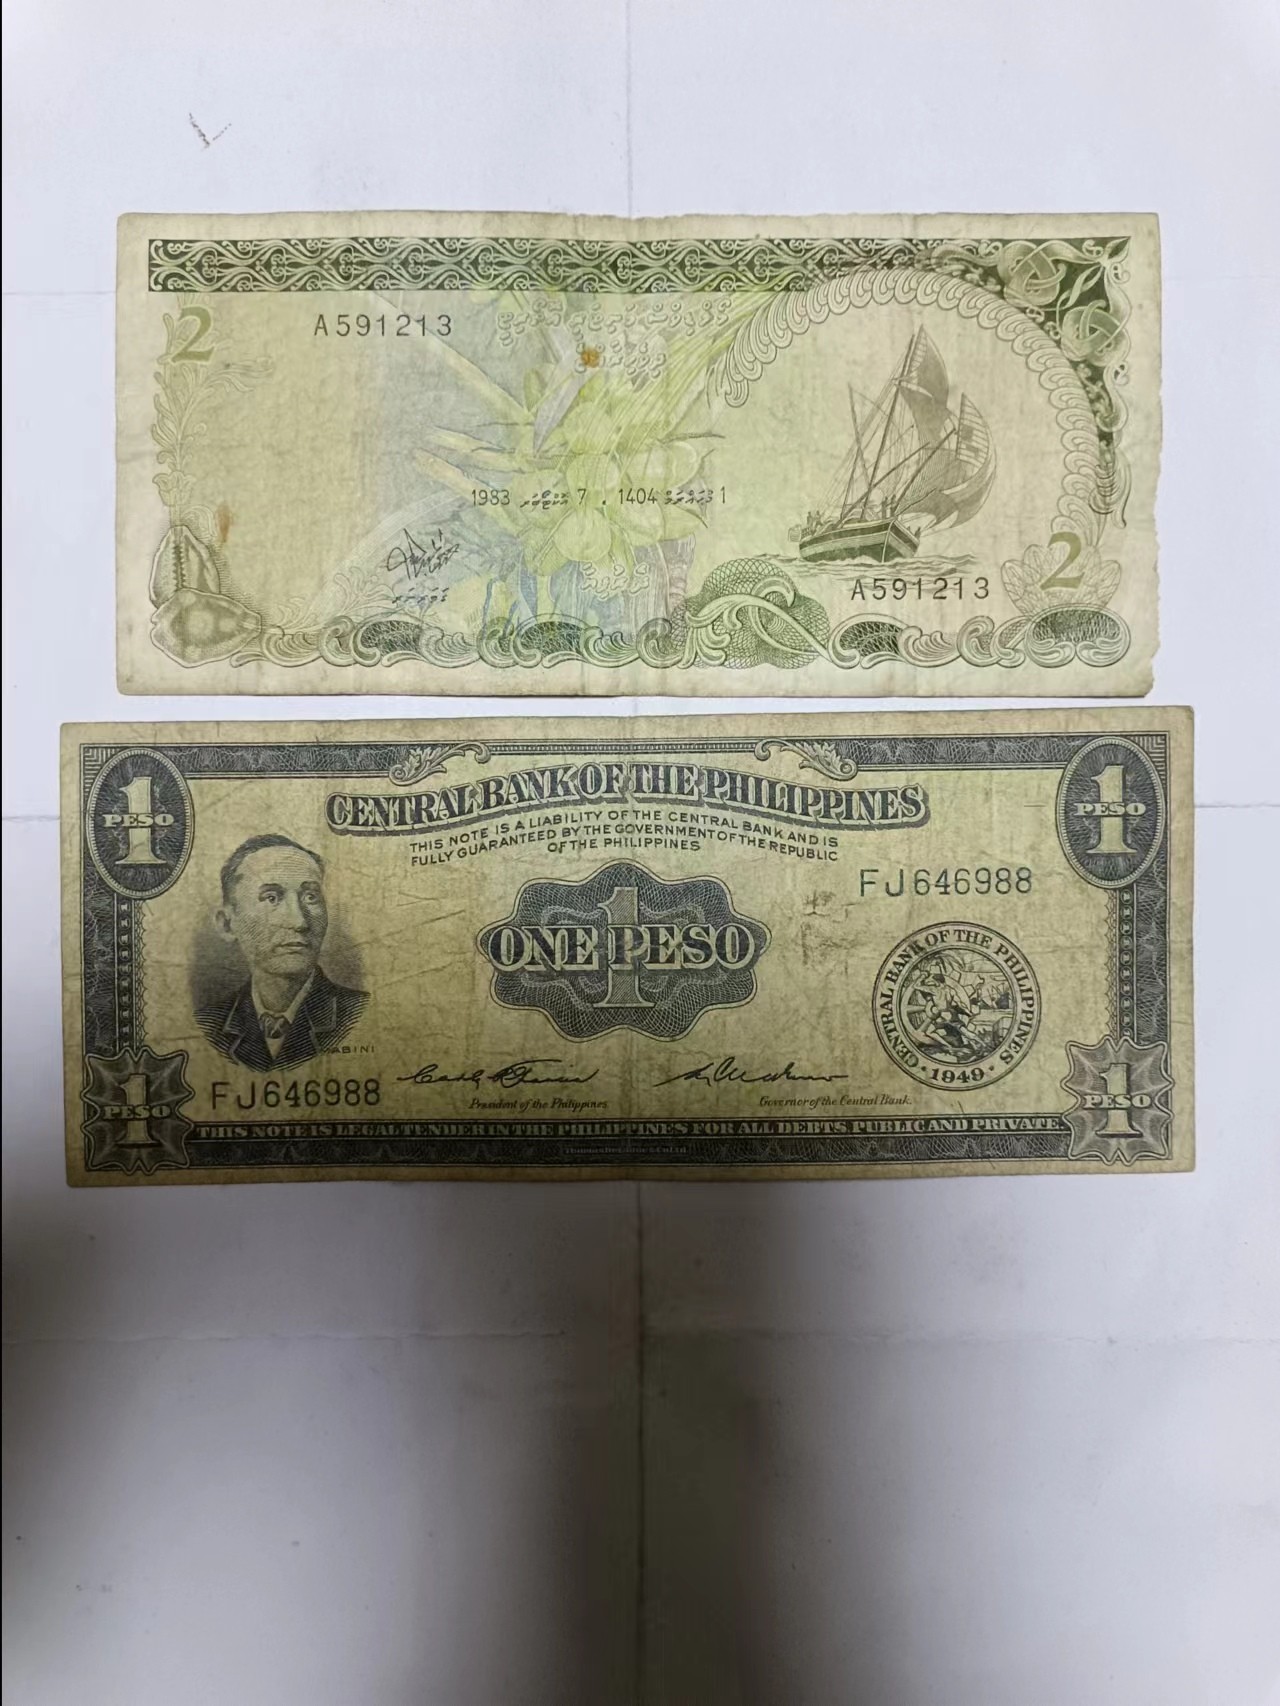 2
A591213
1983
7
1404
1
A591213
2
1
PESO
1
PESO
CENTRAL BANK OF THE PHILIPPINES
THIS NOTE IS A LIABILITY OF THE CENTRAL BANK AND IS
FULLY GUARANTEED BY THE GOVERNMENT OF THE REPUBLIC
OF THE PHILIPPINES
FJ646988
1
ONE PESO
CENTRAL BANK OF THE PHILIPPINES
1949
MABINI
FJ646988
President of the Philippines
Governor of the Central Bank.
1
PESO
1
PESO
THIS NOTE IS LEGAL TENDER IN THE PHILIPPINES FOR ALL DEBTS PUBLIC AND PRIVATE.